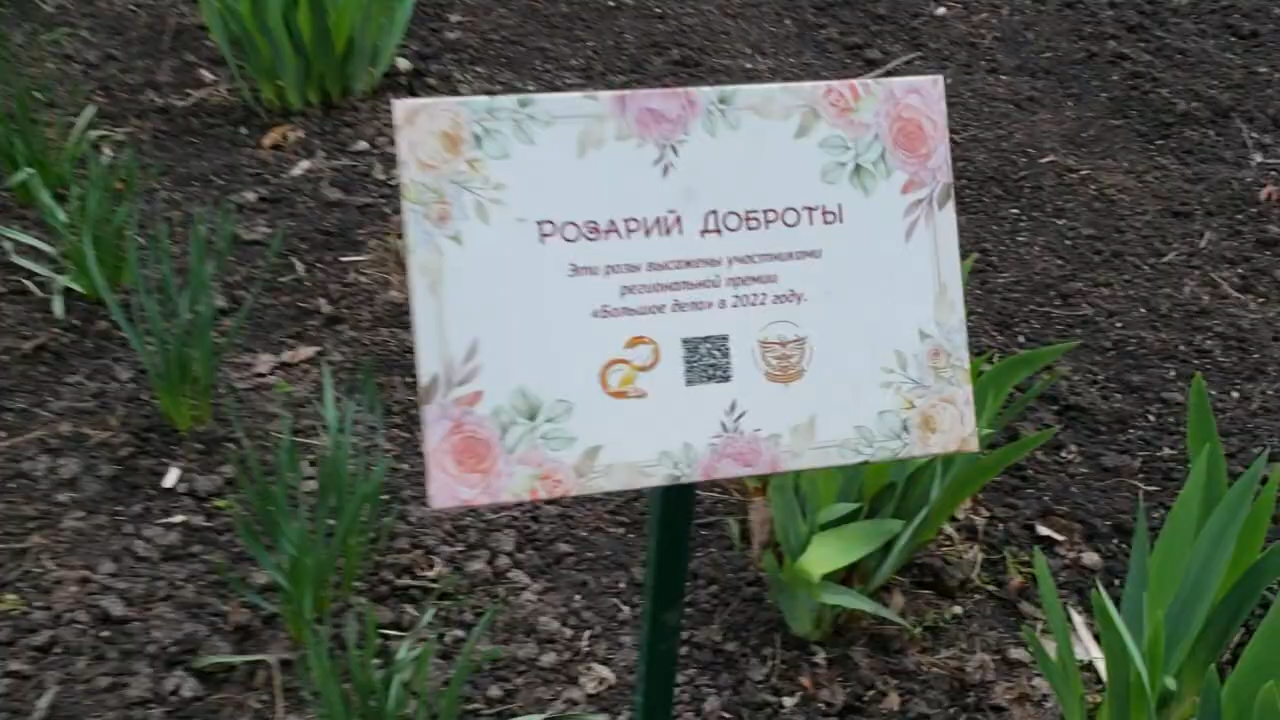 РОЗАРИЙ ДОБРОТЫ
Эти розы высажены участниками
региональной премии
«Большое дело» в 2022 году.